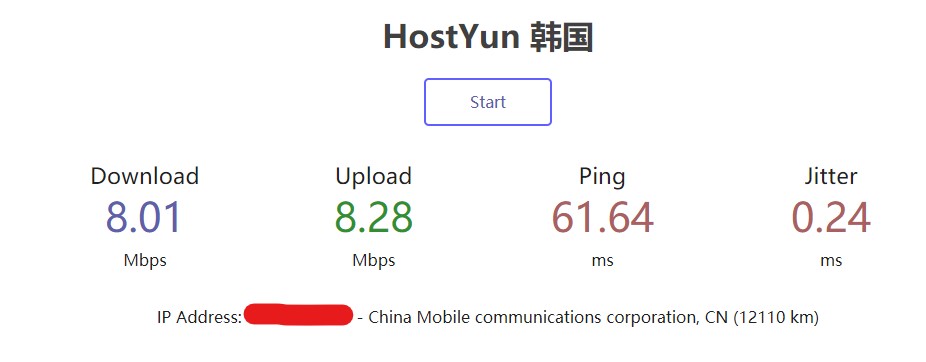 HostYun 韩国
Start
Download Upload Ping Jitter
8.01 8.28 61.64 0.24
Mbps Mbps ms ms
IP Address: - China Mobile communications corporation, CN (12110 km)